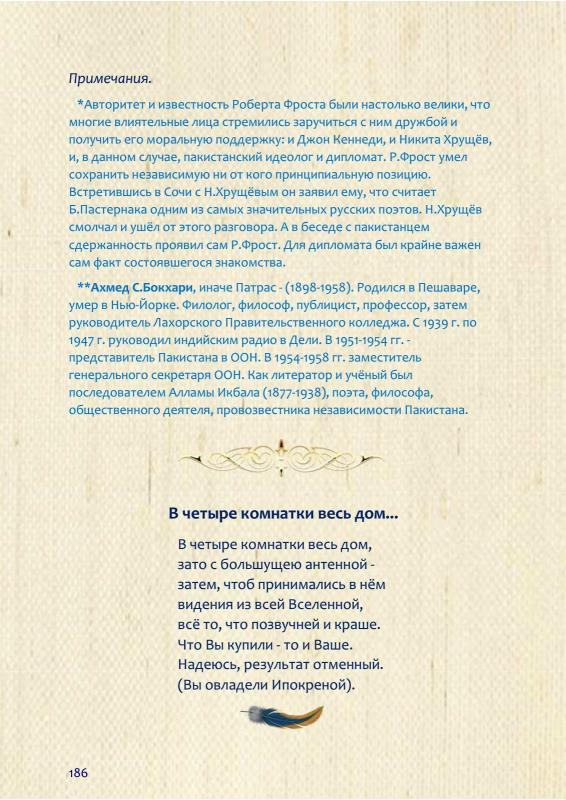 Примечания.
*Авторитет и известность Роберта Фроста были настолько велики, что
многие влиятельные лица стремились заручиться с ним дружбой и
получить его моральную поддержку: и Джон Кеннеди, и Никита Хрущёв,
и, в данном случае, пакистанский идеолог и дипломат. Р.Фрост умел
сохранить независимую ни от кого принципиальную позицию.
Встретившись в Сочи с Н.Хрущёвым он заявил ему, что считает
Б.Пастернака одним из самых значительных русских поэтов. Н.Хрущёв
смолчал и ушёл от этого разговора. А в беседе с пакистанцем
сдержанность проявил сам Р.Фрост. Для дипломата был крайне важен
сам факт состоявшегося знакомства.
**Ахмед С.Бокхари, иначе Патрас - (1898-1958). Родился в Пешаваре,
умер в Нью-Йорке. Филолог, философ, публицист, профессор, затем
руководитель Лахорского Правительственного колледжа. С 1939 г. по
1947 г. руководил индийским радио в Дели. В 1951-1954 гг. -
представитель Пакистана в ООН. В 1954-1958 гг. заместитель
генерального секретаря ООН. Как литератор и учёный был
последователем Алламы Икбала (1877-1938), поэта, философа,
общественного деятеля, провозвестника независимости Пакистана.
В четыре комнатки весь дом...
В четыре комнатки весь дом,
зато с большущею антенной -
затем, чтоб принимались в нём
видения из всей Вселенной,
всё то, что позвучней и краше.
Что Вы купили - то и Ваше.
Надеюсь, результат отменный.
(Вы овладели Ипокреной).
186